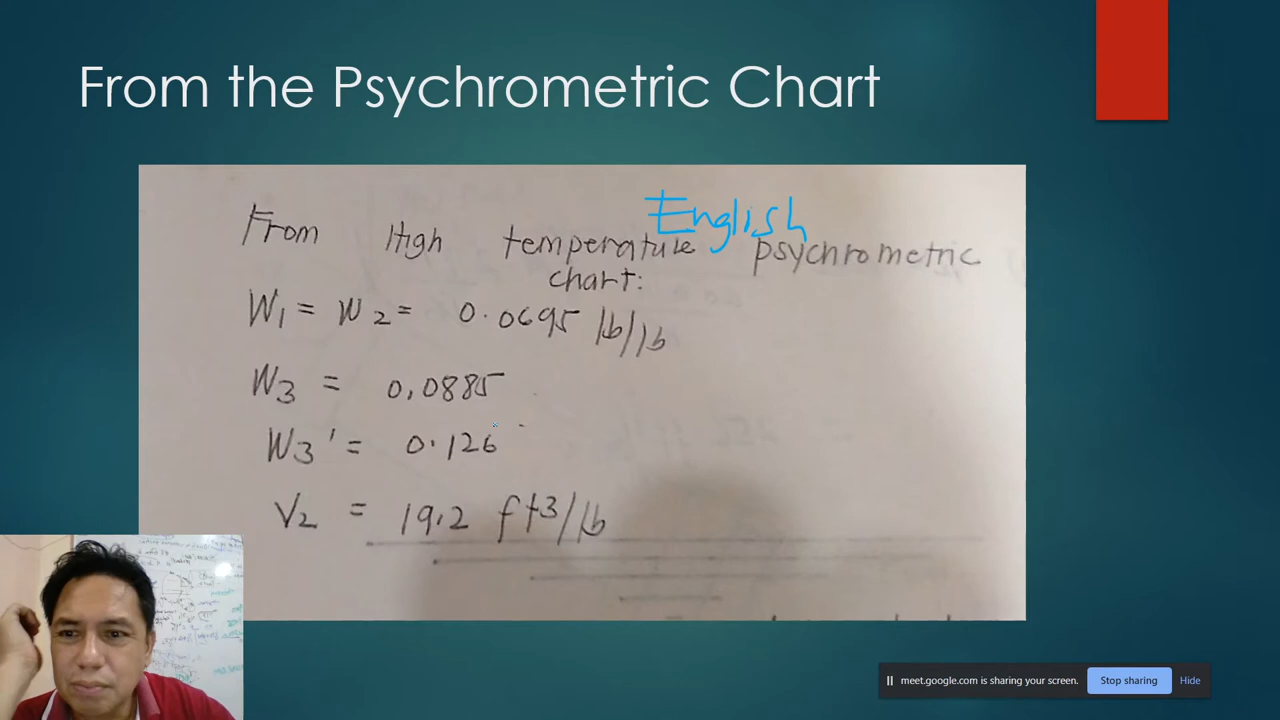 From the Psychrometric Chart
English
From High temperature psychrometric
chart:
W1 = W2 = 0.0695 lb/lb
W3 = 0.0885
W3' = 0.126
V2 = 19.2 ft3/lb
meet.google.com is sharing your screen.
Stop sharing
Hide